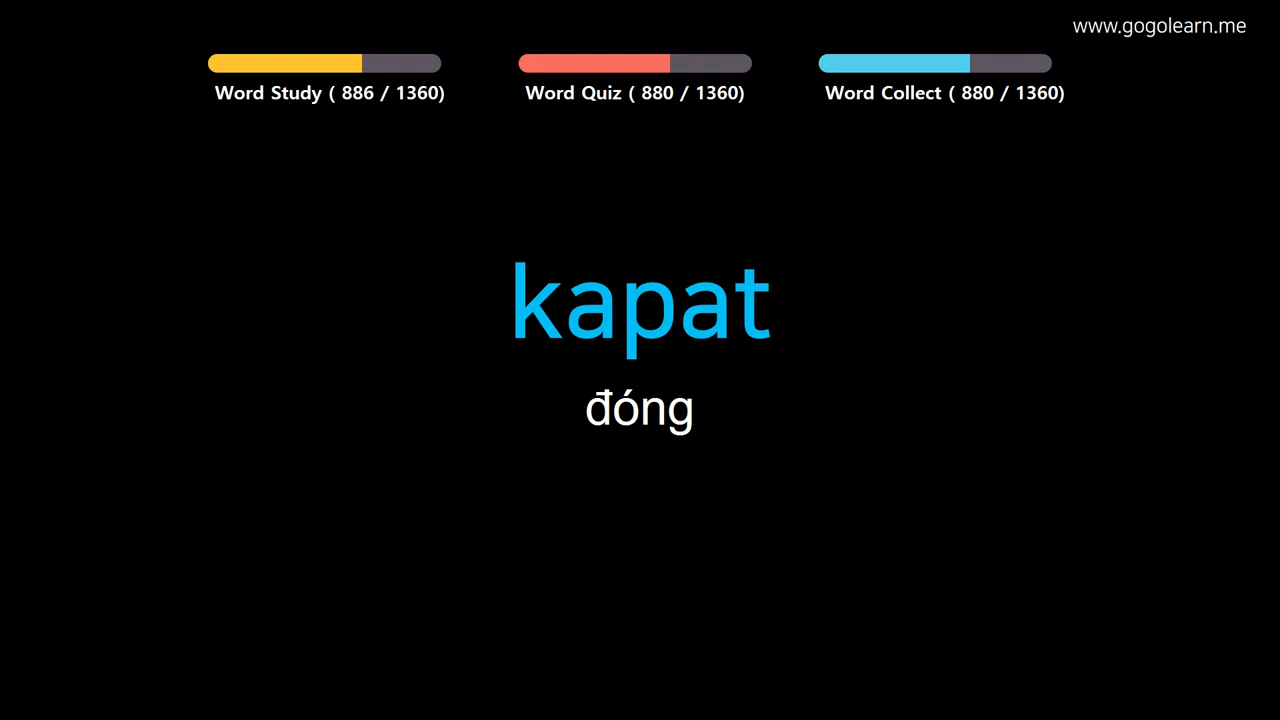 www.gogolearn.me
Word Study ( 886 / 1360)
Word Quiz ( 880 / 1360)
Word Collect ( 880 / 1360)
kapat
đóng